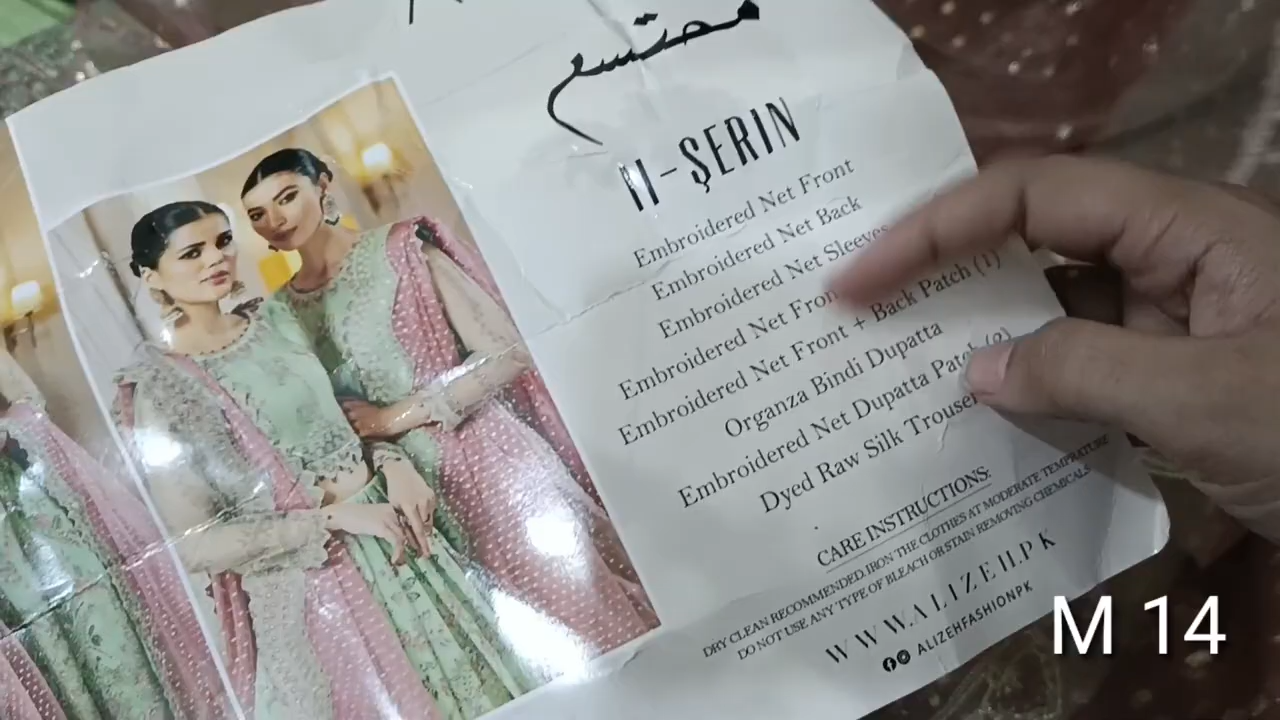 محتسع
11-ŞERIN
Embroidered Net Front
Embroidered Net Back
Embroidered Net Sleeves
Embroidered Net Fron
Embroidered Net Front + Back Patch (1)
Organza Bindi Dupatta
Embroidered Net Dupatta Patch (2)
Dyed Raw Silk Trouser
CARE INSTRUCTIONS:
DRY CLEAN RECOMMENDED. IRON THE CLOTHES AT MODERATE TEMPRATURE
DO NOT USE ANY TYPE OF BLEACH OR STAIN REMOVING CHEMICALS
WWW.ALIZEH.PK
ALIZEHFASHIONPK
M 14